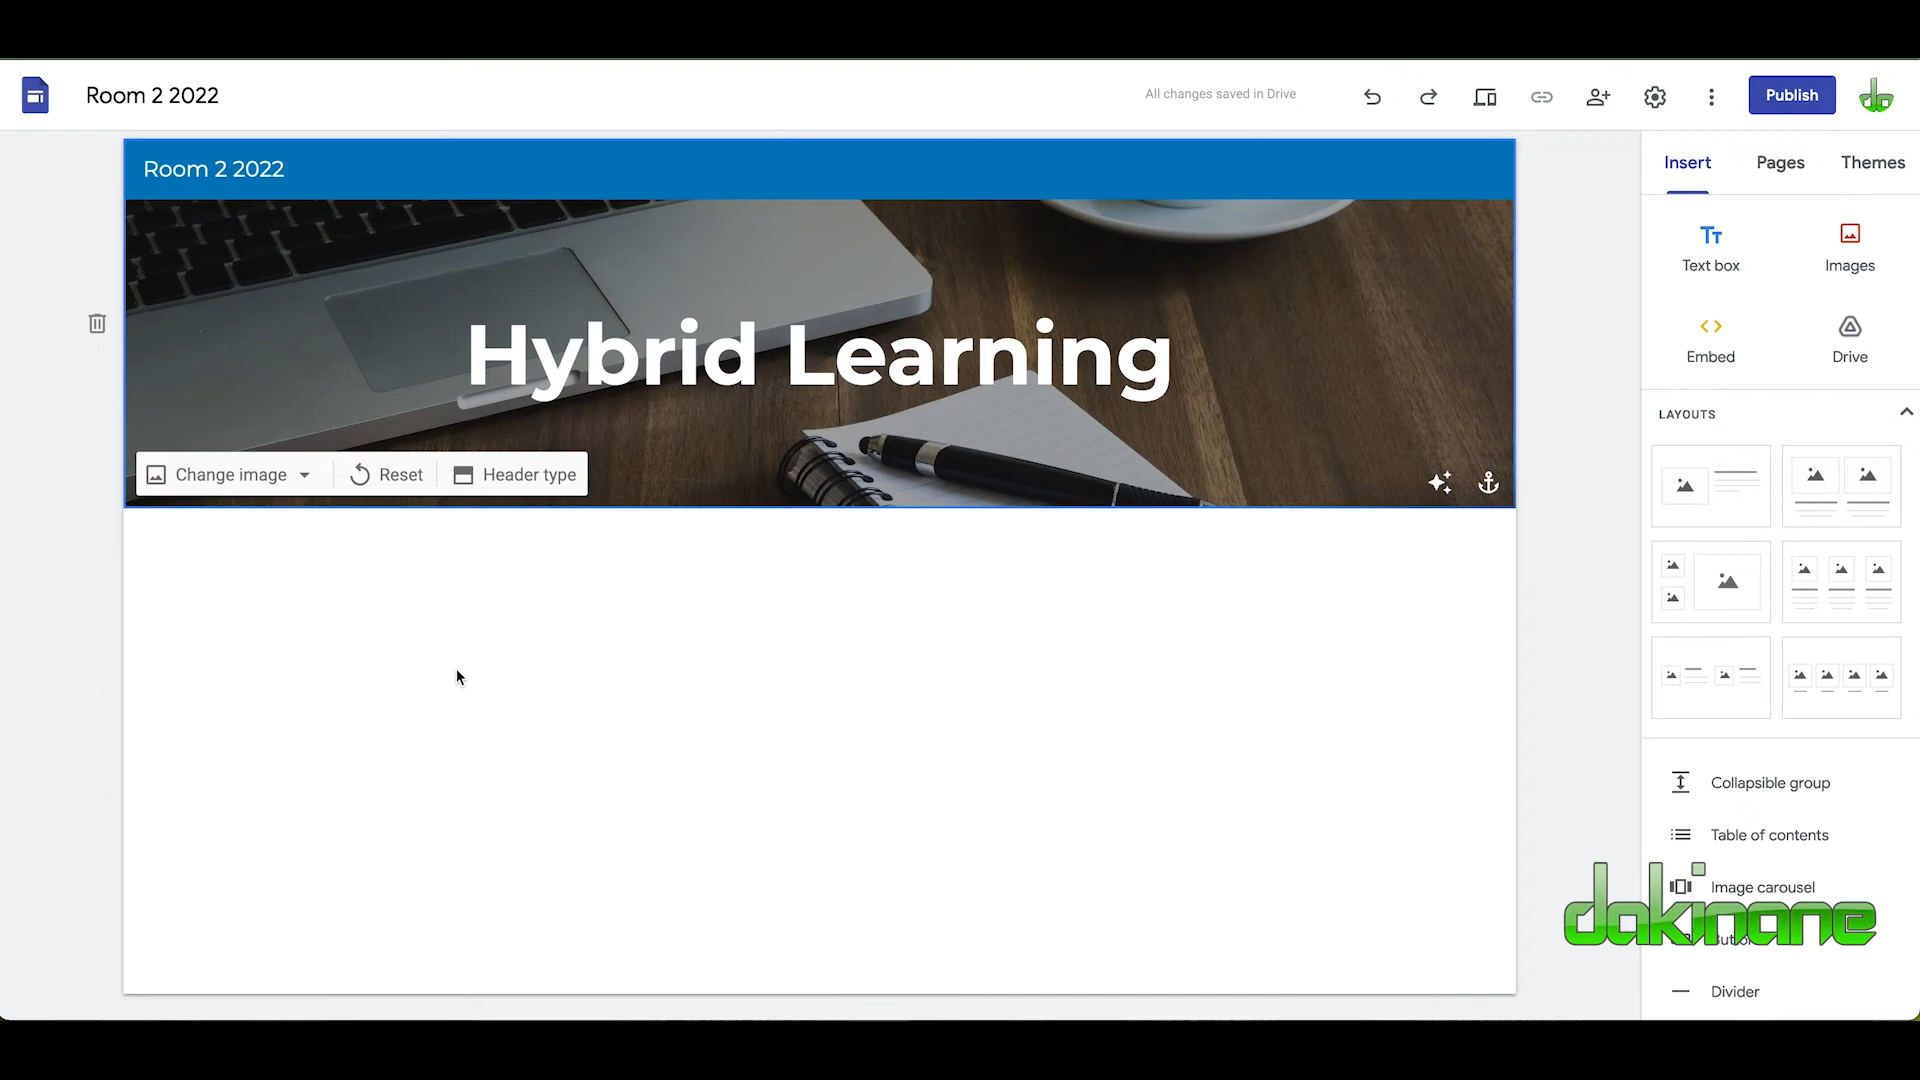 Room 2 2022
All changes saved in Drive
Publish
Room 2 2022
Hybrid Learning
Change image
Reset
Header type
Insert
Pages
Themes
Text box
Images
Embed
Drive
LAYOUTS
Collapsible group
Table of contents
Image carousel
dakinane
Divider